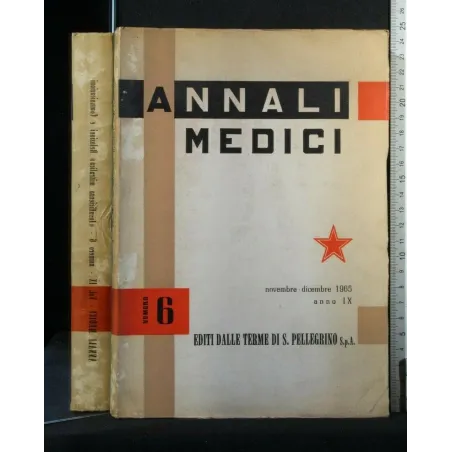 ANNALI
MEDICI
novembre dicembre 1965
anno IX
NUMERO 6
EDITI DALLE TERME DI S. PELLEGRINO S.p.A.